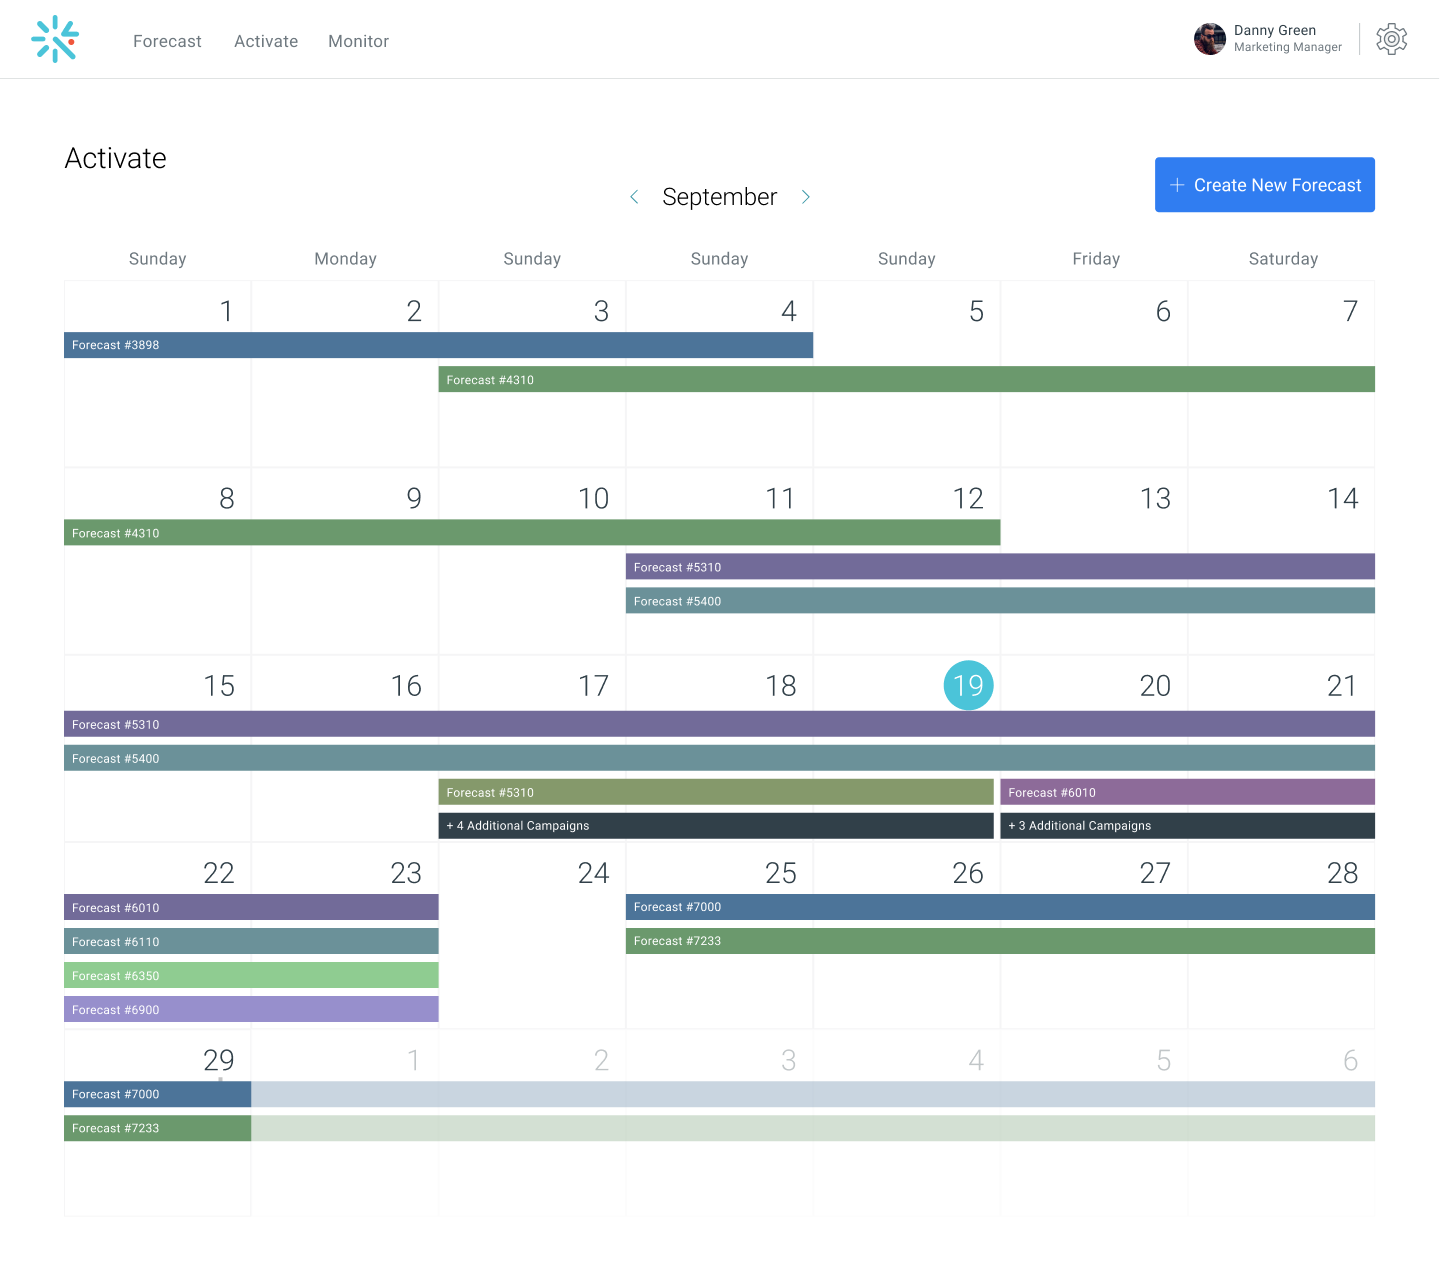 Forecast Activate Monitor
Danny Green
Marketing Manager
Activate
September
+ Create New Forecast
Sunday Monday Sunday Sunday Sunday Friday Saturday
1 2 3 4 5 6 7
Forecast #3898
Forecast #4310
8 9 10 11 12 13 14
Forecast #4310
Forecast #5310
Forecast #5400
15 16 17 18 19 20 21
Forecast #5310
Forecast #5400
Forecast #5310 Forecast #6010
+ 4 Additional Campaigns + 3 Additional Campaigns
22 23 24 25 26 27 28
Forecast #6010 Forecast #7000
Forecast #6110 Forecast #7233
Forecast #6350
Forecast #6900
29 1 2 3 4 5 6
Forecast #7000
Forecast #7233